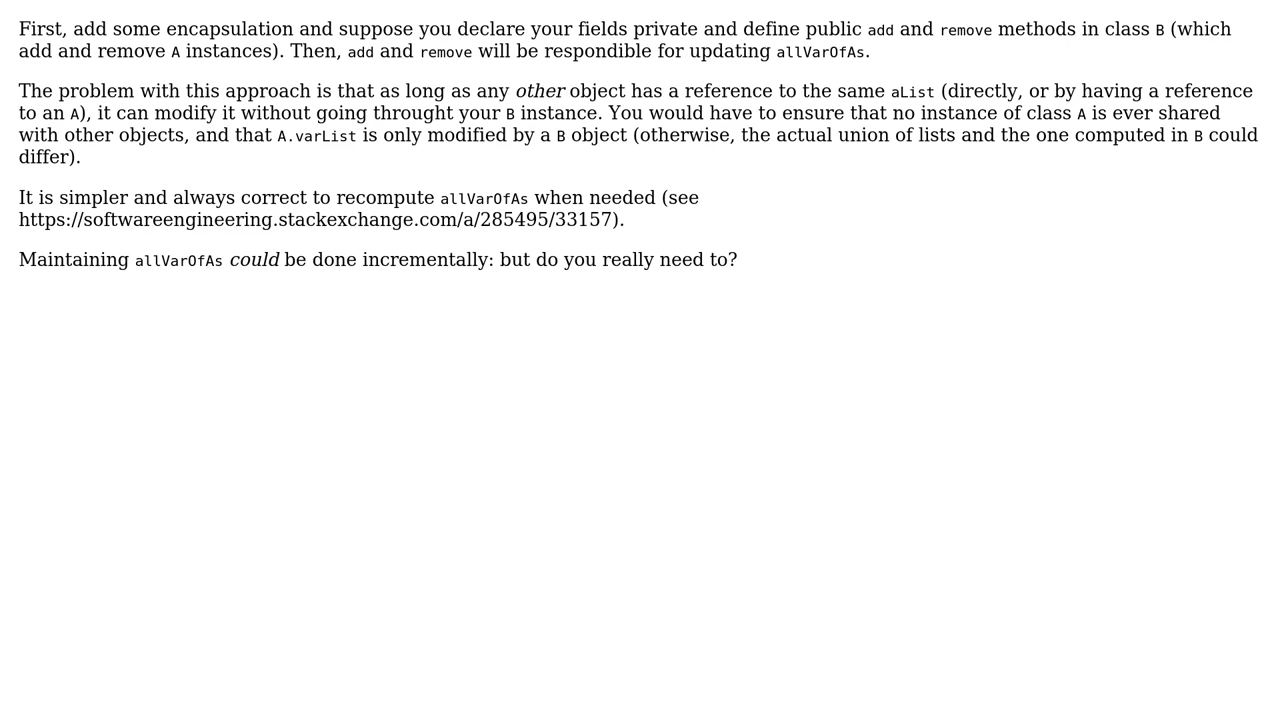 First, add some encapsulation and suppose you declare your fields private and define public add and remove methods in class B (which
add and remove A instances). Then, add and remove will be respondible for updating allVarOfAs.
The problem with this approach is that as long as any other object has a reference to the same aList (directly, or by having a reference
to an A), it can modify it without going throught your B instance. You would have to ensure that no instance of class A is ever shared
with other objects, and that A.varList is only modified by a B object (otherwise, the actual union of lists and the one computed in B could
differ).
It is simpler and always correct to recompute allVarOfAs when needed (see
https://softwareengineering.stackexchange.com/a/285495/33157).
Maintaining allVarOfAs could be done incrementally: but do you really need to?